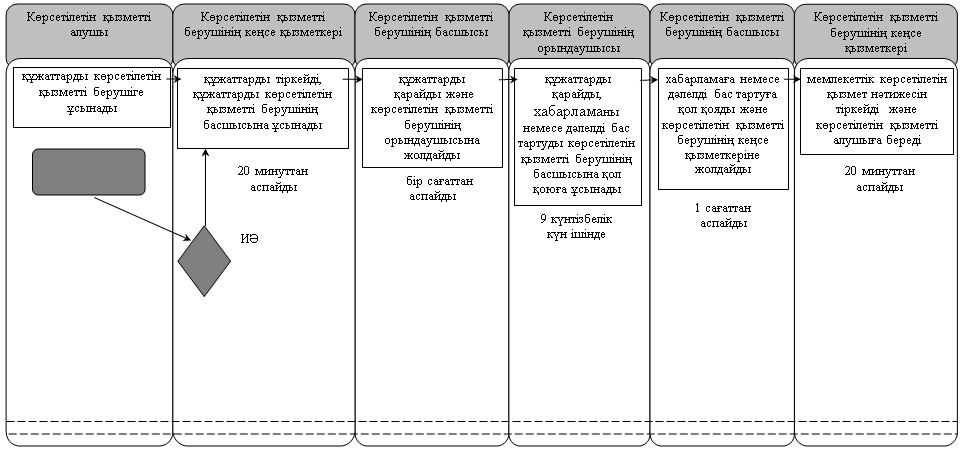 Көрсетілетін қызметті
алушы
Көрсетілетін қызметті
берушінің кеңсе қызметкері
Көрсетілетін қызметті
берушінің басшысы
Көрсетілетін
қызметті берушінің
орындаушысы
Көрсетілетін қызметті
берушінің басшысы
Көрсетілетін қызметті
берушінің кеңсе
қызметкері
құжаттарды көрсетілетін
қызметті берушіге
ұсынады
құжаттарды тіркейді,
құжаттарды көрсетілетін
қызметті берушінің
басшысына ұсынады
20 минуттан
аспайды
ИӘ
құжаттарды
қарайды және
көрсетілетін қызметті
берушінің
орындаушысына
жолдайды
бір сағаттан
аспайды
құжаттарды
қарайды,
хабарламаны
немесе дәлелді бас
тартуды көрсетілетін
қызметті берушінің
басшысына қол
қоюға ұсынады
9 күнтізбелік
күн ішінде
хабарламаға немесе
дәлелді бас тартуға
қол қояды және
көрсетілетін қызметті
берушінің кеңсе
қызметкеріне
жолдайды
1 сағаттан
аспайды
мемлекеттік көрсетілетін
қызмет нәтижесін
тіркейді және
көрсетілетін қызметті
алушыға береді
20 минуттан
аспайды